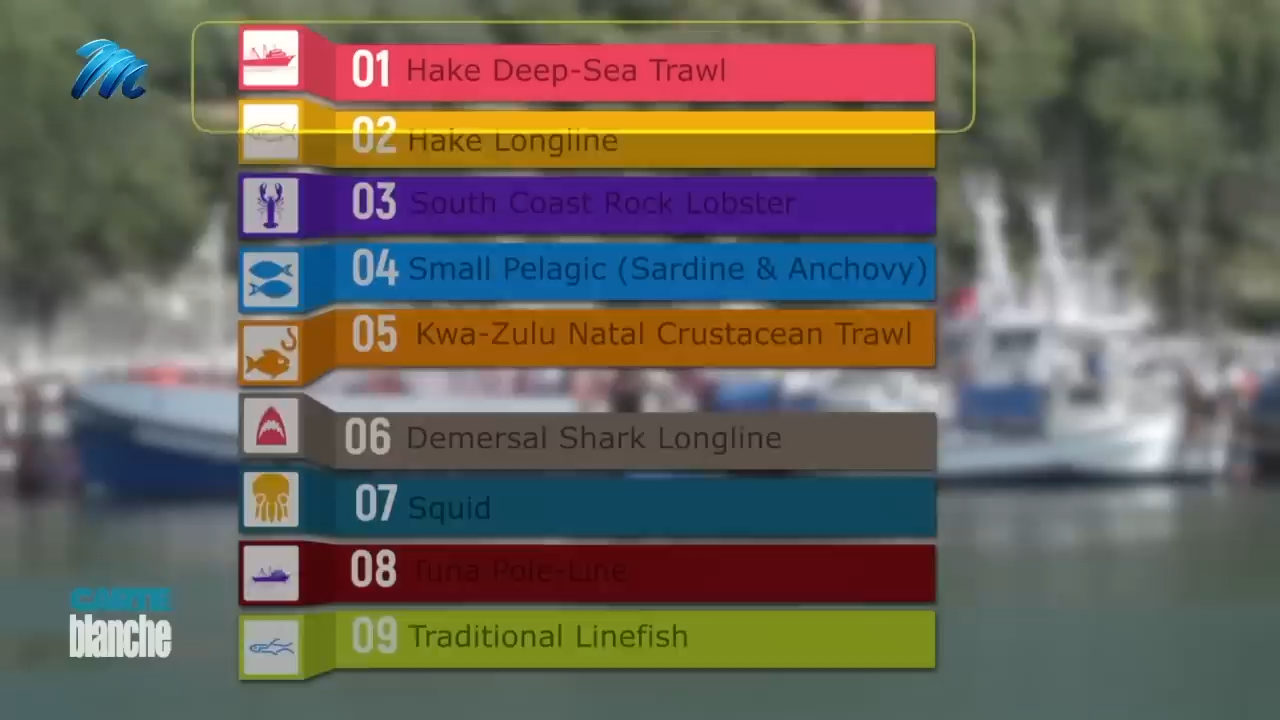 01 Hake Deep-Sea Trawl
02 Hake Longline
03 South Coast Rock Lobster
04 Small Pelagic (Sardine & Anchovy)
05 Kwa-Zulu Natal Crustacean Trawl
06 Demersal Shark Longline
07 Squid
08 Tuna Pole-Line
09 Traditional Linefish
CARTE
blanche